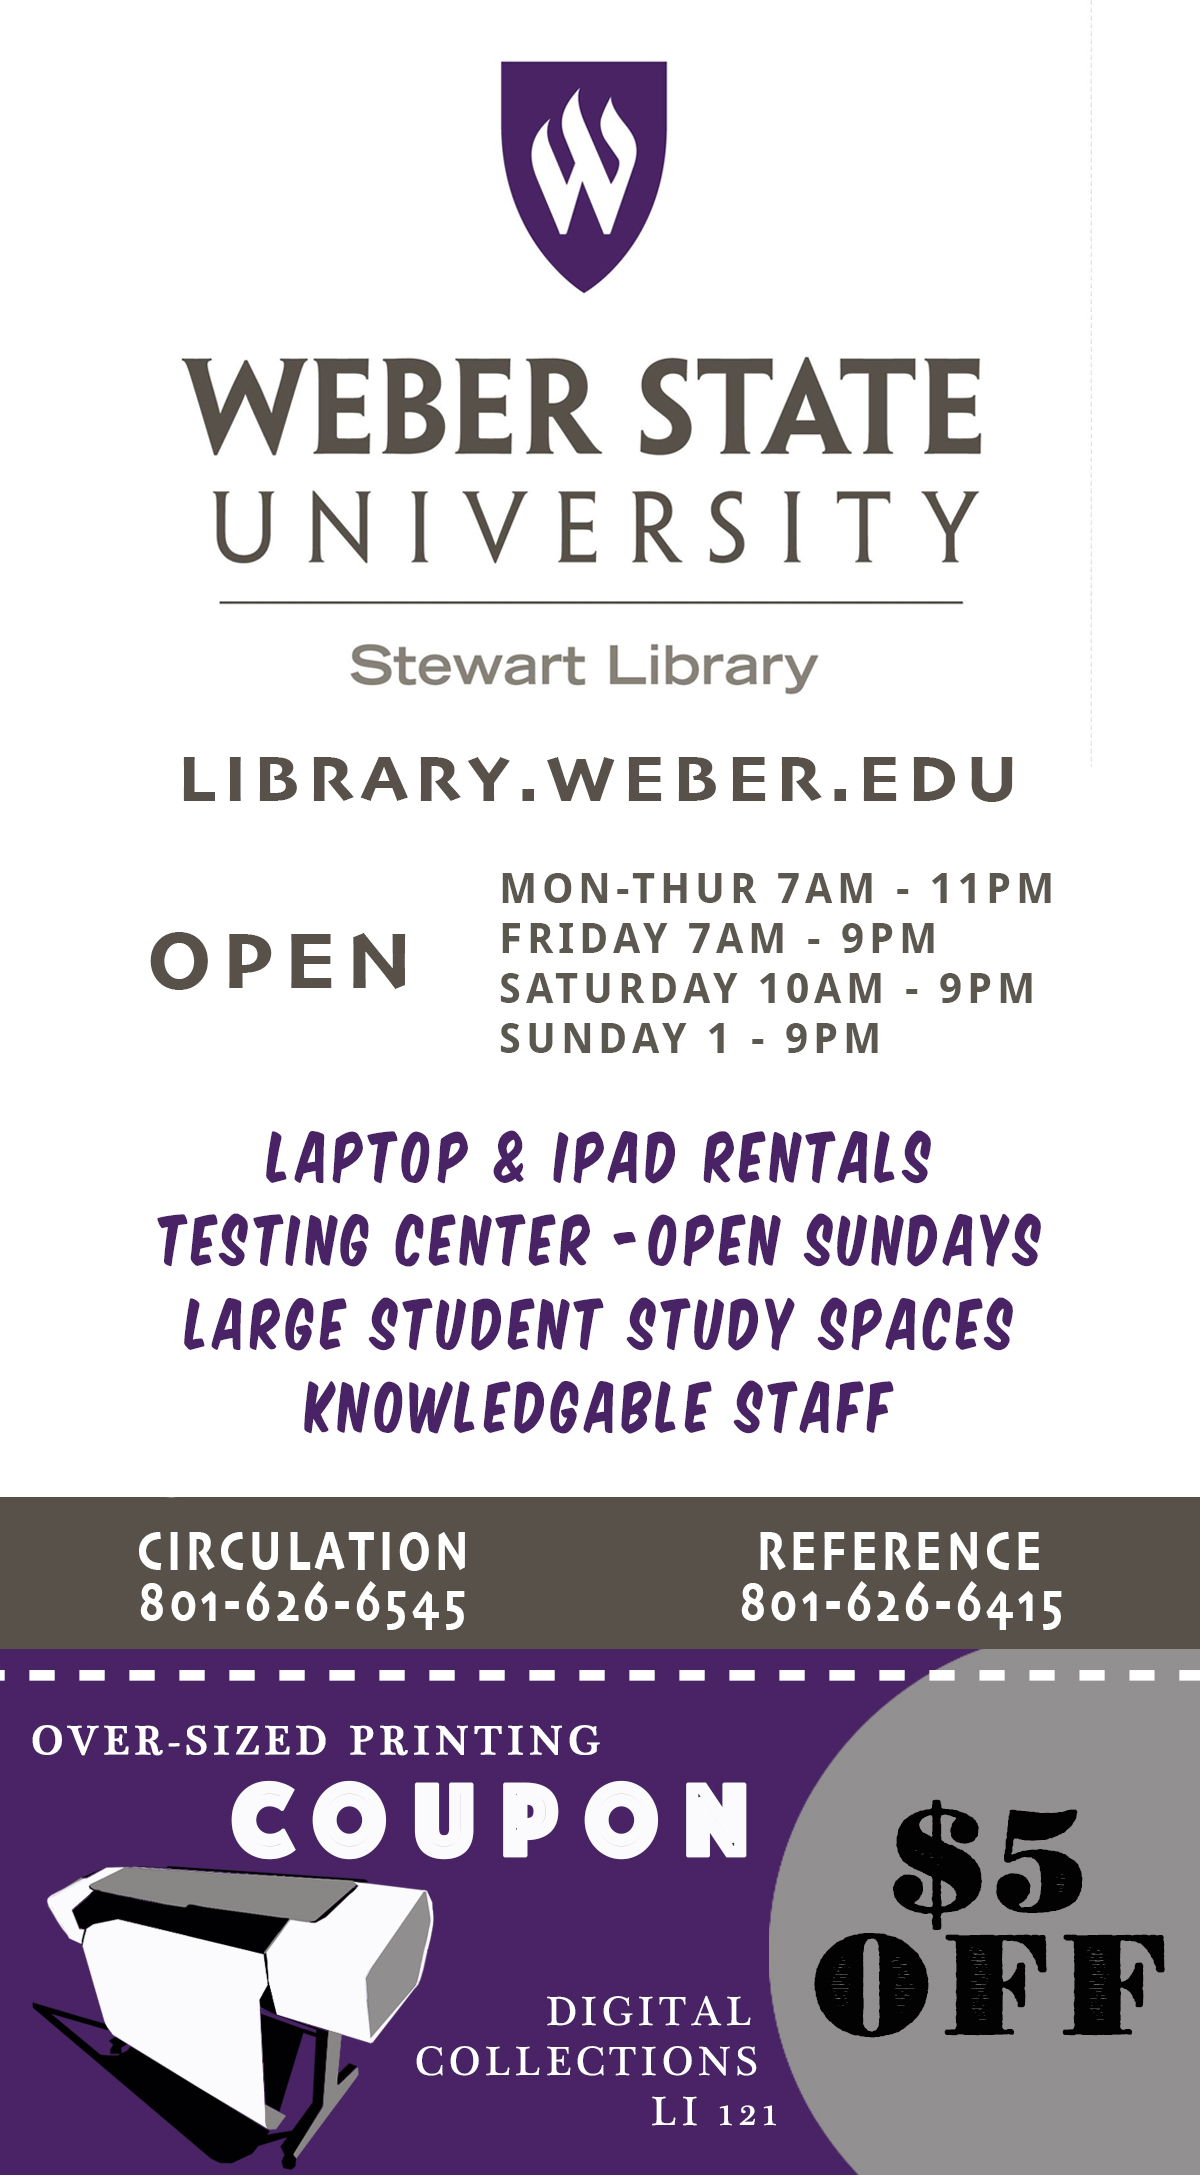 W
WEBER STATE
UNIVERSITY
Stewart Library
LIBRARY.WEBER.EDU
OPEN
MON-THUR 7AM - 11PM
FRIDAY 7AM - 9PM
SATURDAY 10AM - 9PM
SUNDAY 1 - 9PM
LAPTOP & IPAD RENTALS
TESTING CENTER - OPEN SUNDAYS
LARGE STUDENT STUDY SPACES
KNOWLEDGABLE STAFF
CIRCULATION
801-626-6545
REFERENCE
801-626-6415
OVER-SIZED PRINTING
COUPON
$5
OFF
DIGITAL
COLLECTIONS
LI 121